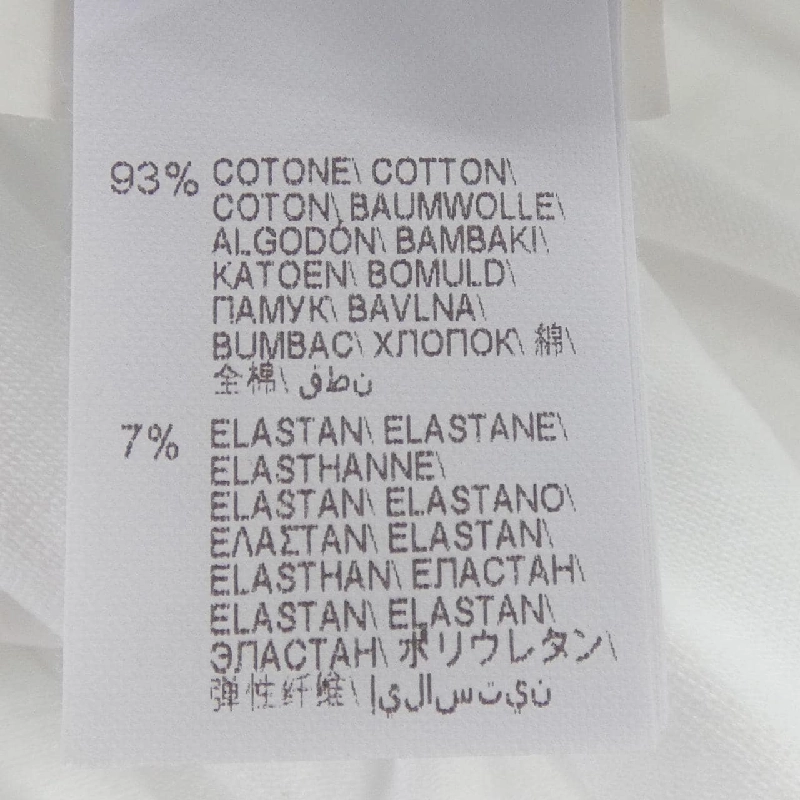 93% COTONE\ COTTON\
COTON\ BAUMWOLLE\
ALGODÓN\ BAMBAKI\
KATOEN\ BOMULD\
ПАМУК\ BAVLNA\
BUMBAC\ ХЛОПОК\ 綿\
全棉\ قطن
7% ELASTAN\ ELASTANE\
ELASTHANNE\
ELASTAN\ ELASTANO\
ΕΛΑΣΤΑΝ\ ELASTAN\
ELASTHAN\ ЕПАСТАН\
ELASTAN\ ELASTAN\
ЭЛАСТАН\ ポリウレタン\
弹性纤维\ إيلاستين